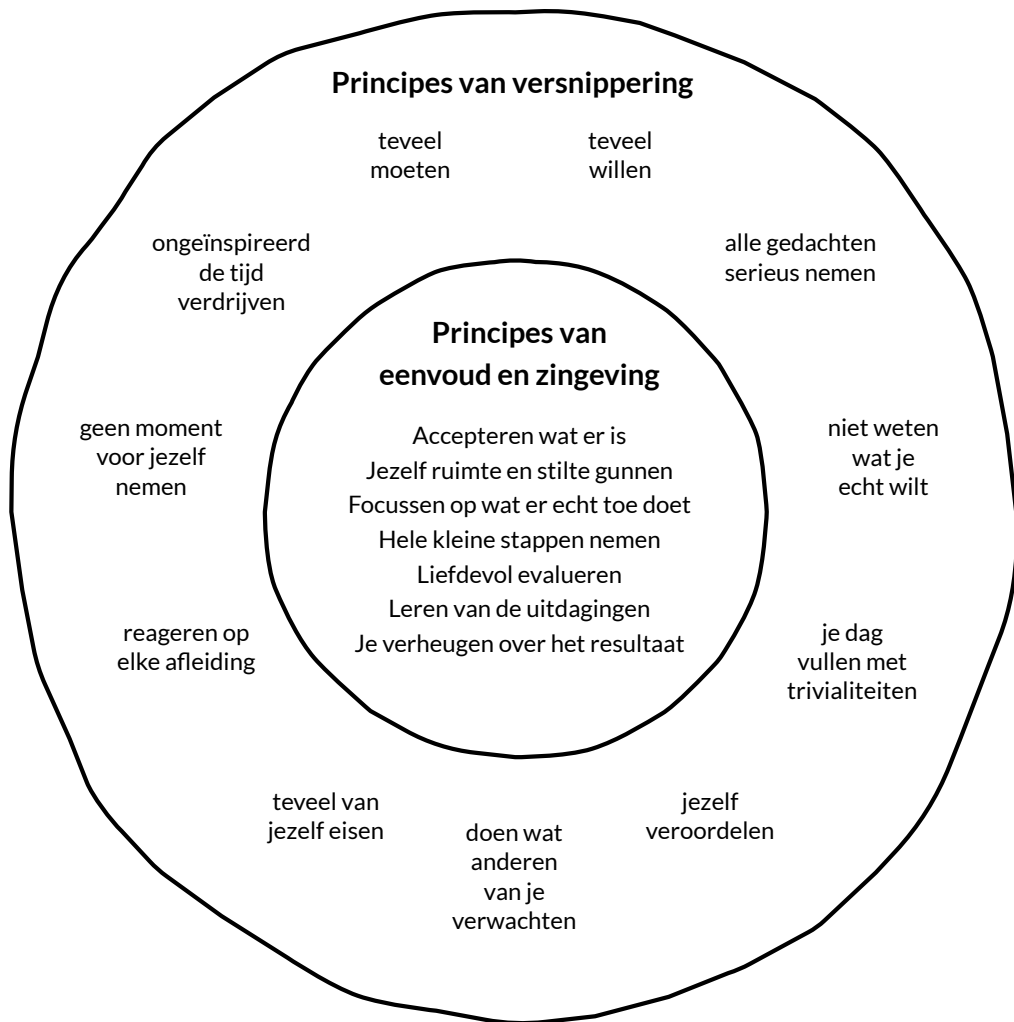 Principes van versnippering
teveel
moeten
teveel
willen
ongeïnspireerd
de tijd
verdrijven
alle gedachten
serieus nemen
Principes van
eenvoud en zingeving
Accepteren wat er is
Jezelf ruimte en stilte gunnen
Focussen op wat er echt toe doet
Hele kleine stappen nemen
Liefdevol evalueren
Leren van de uitdagingen
Je verheugen over het resultaat
geen moment
voor jezelf
nemen
niet weten
wat je
echt wilt
reageren op
elke afleiding
je dag
vullen met
trivialiteiten
teveel van
jezelf eisen
doen wat
anderen
van je
verwachten
jezelf
veroordelen